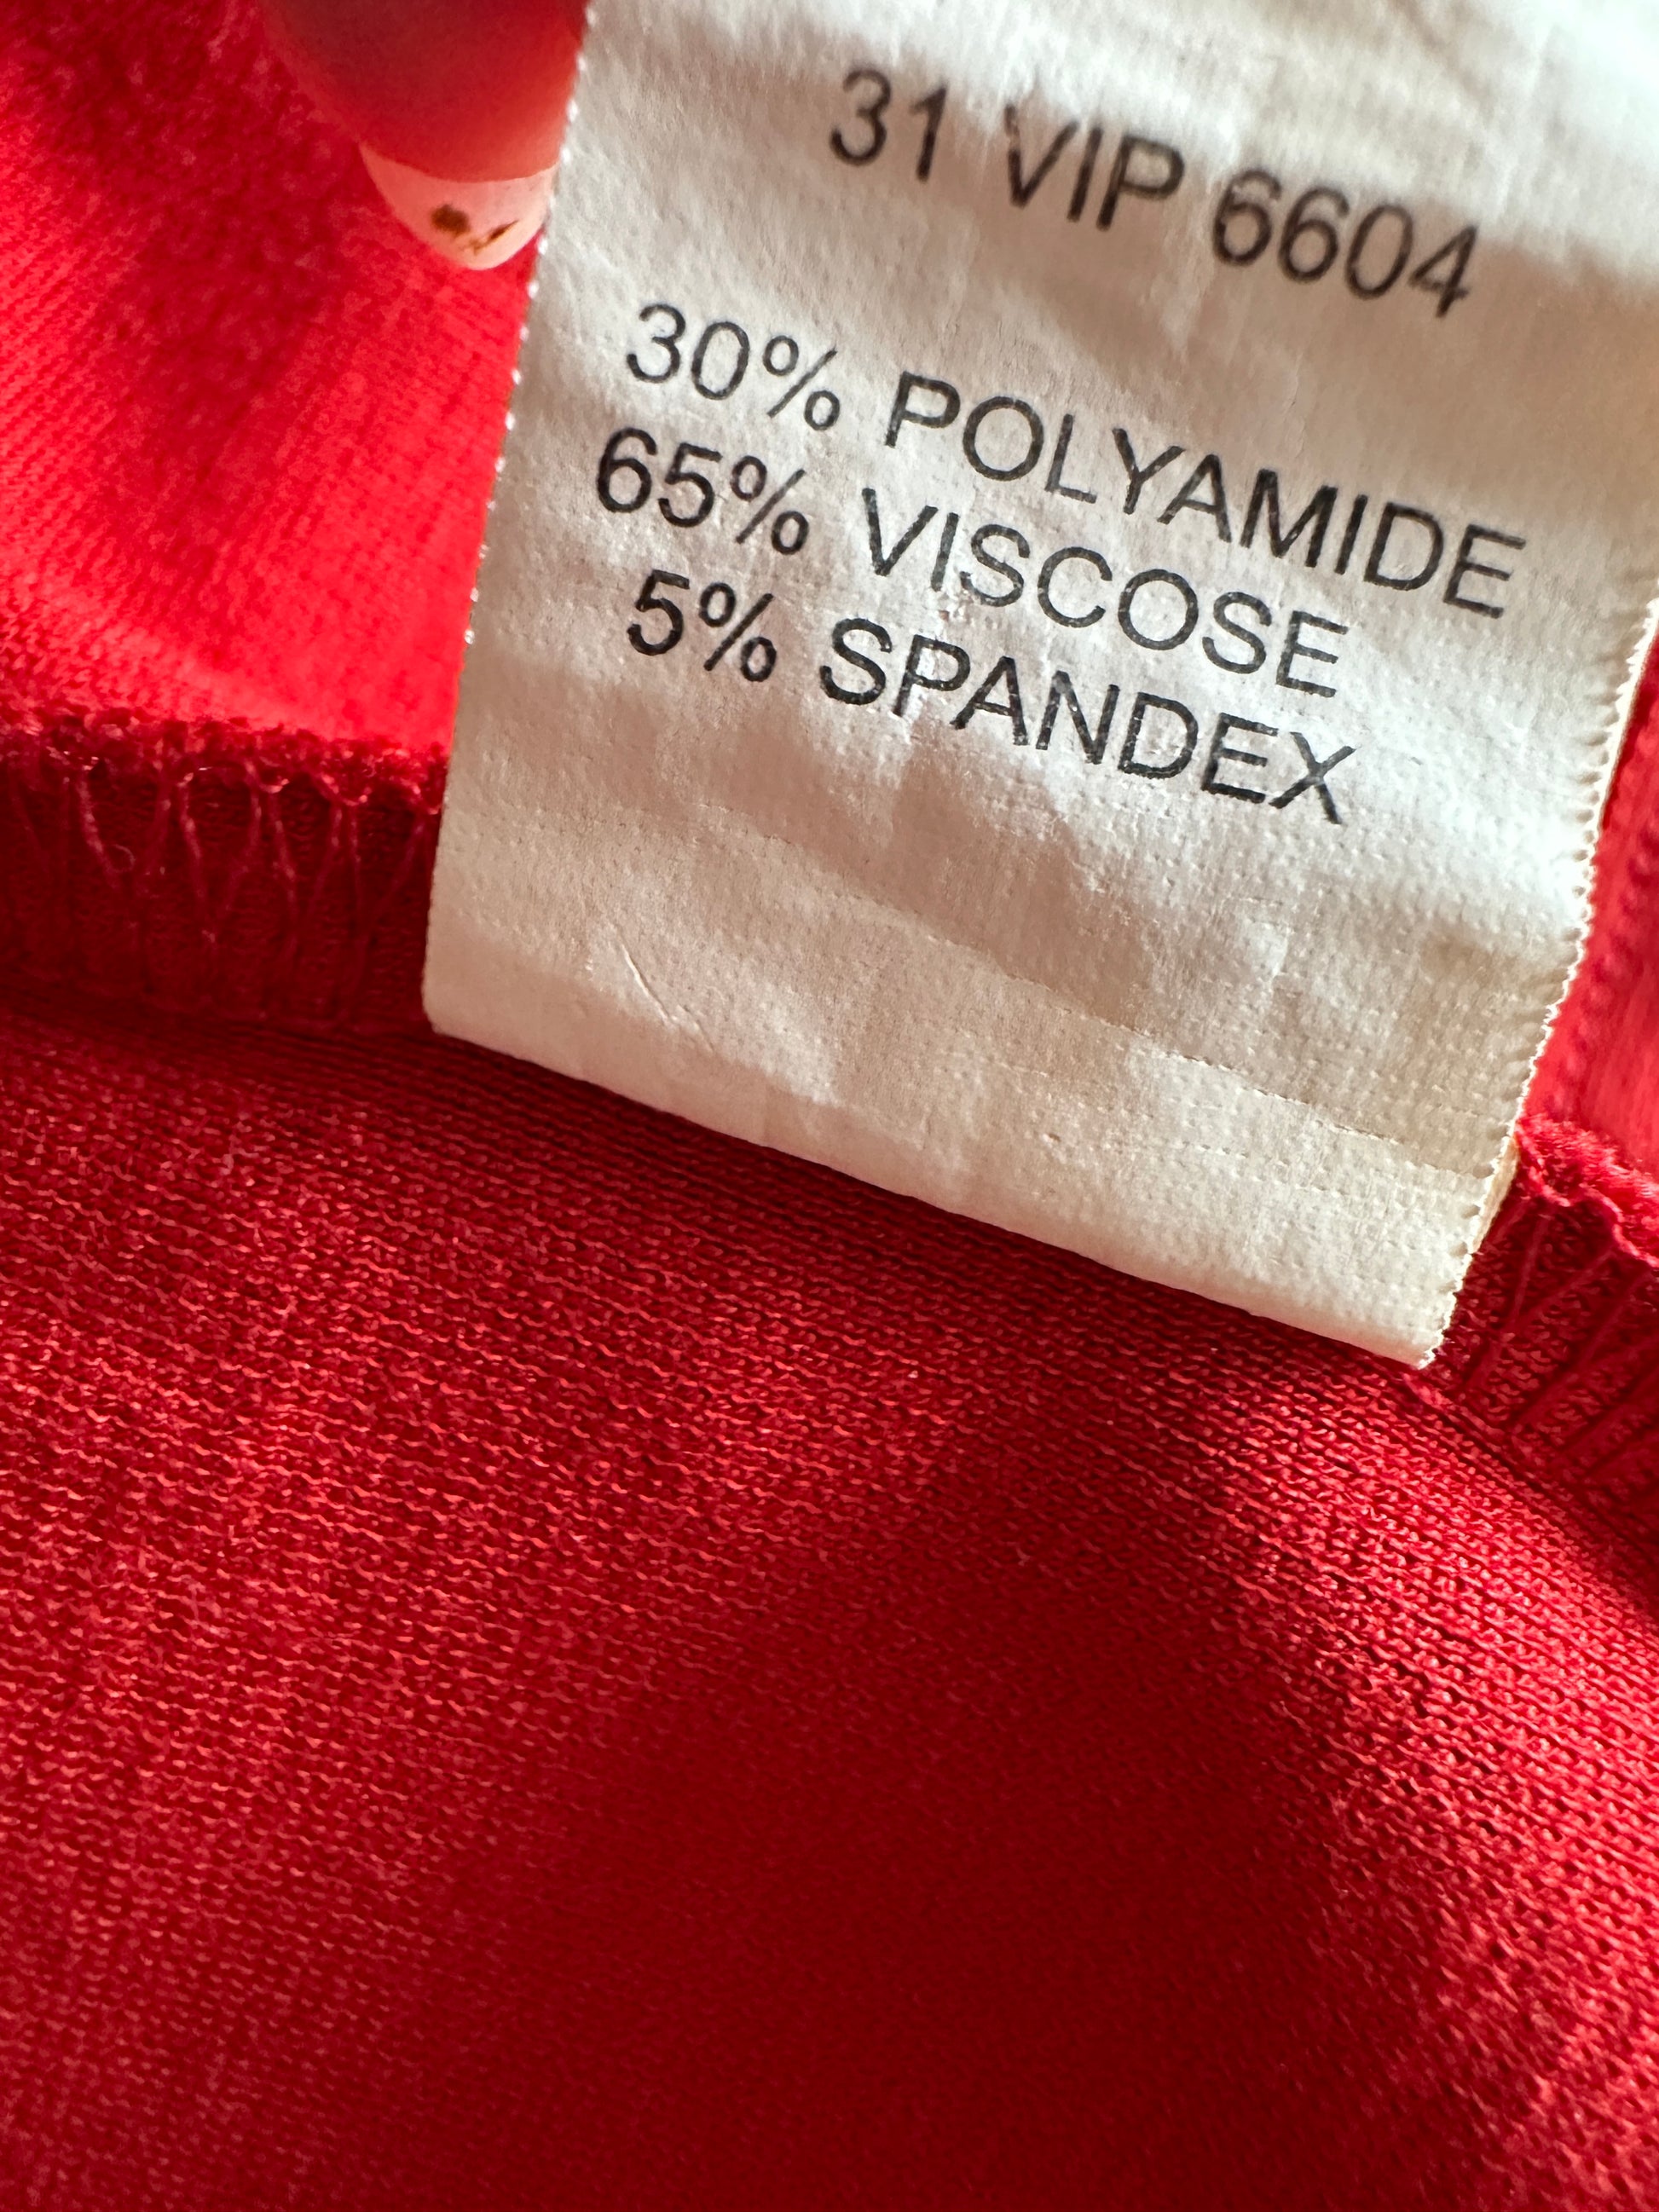 31 VIP 6604
30% POLYAMIDE
65% VISCOSE
5% SPANDEX